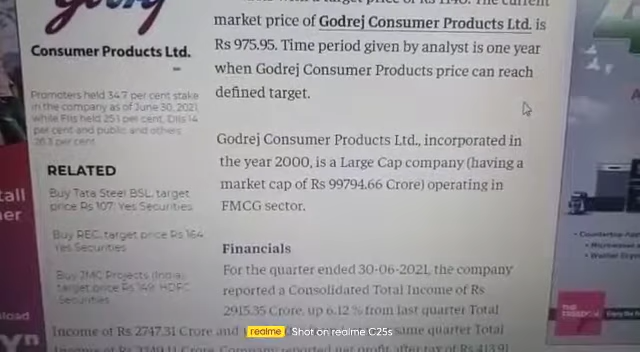 Godrej
Consumer Products Ltd.
Promoters held 34.7 per cent stake
in the company as of June 30, 2021,
while FIIs held 25.1 per cent, DIIs 14
per cent and public and others
26.3 per cent.
RELATED
Buy Tata Steel BSL, target
price Rs 107: Yes Securities
Buy REC, target price Rs 164
Yes Securities
Buy JMC Projects (India),
target price Rs 149: HDFC
Securities
market price of Godrej Consumer Products Ltd. is
Rs 975.95. Time period given by analyst is one year
when Godrej Consumer Products price can reach
defined target.
Godrej Consumer Products Ltd., incorporated in
the year 2000, is a Large Cap company (having a
market cap of Rs 99794.66 Crore) operating in
FMCG sector.
Financials
For the quarter ended 30-06-2021, the company
reported a Consolidated Total Income of Rs
2915.35 Crore, up 6.12 % from last quarter Total
Income of Rs 2747.31 Crore and
same quarter Total
realme Shot on realme C25s